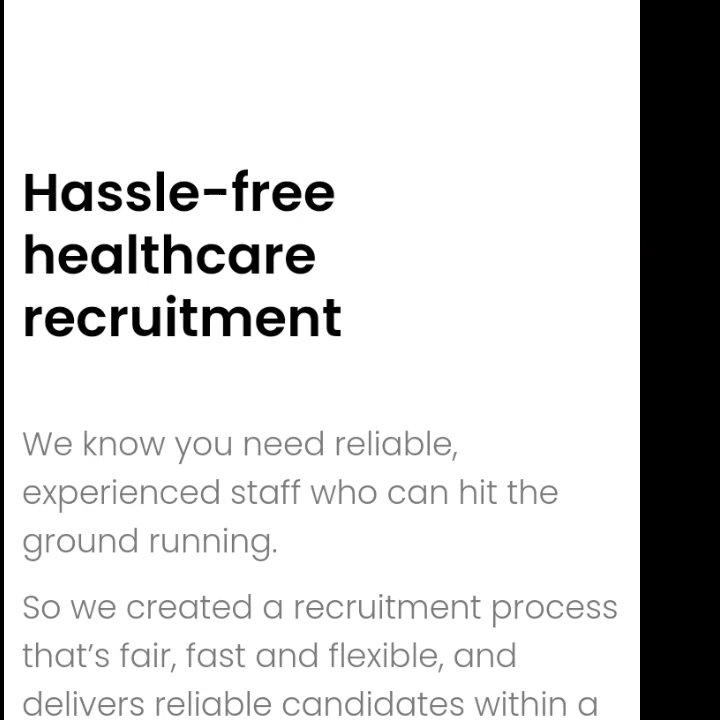 Hassle-free
healthcare
recruitment
We know you need reliable,
experienced staff who can hit the
ground running.
So we created a recruitment process
that’s fair, fast and flexible, and
delivers reliable candidates within a